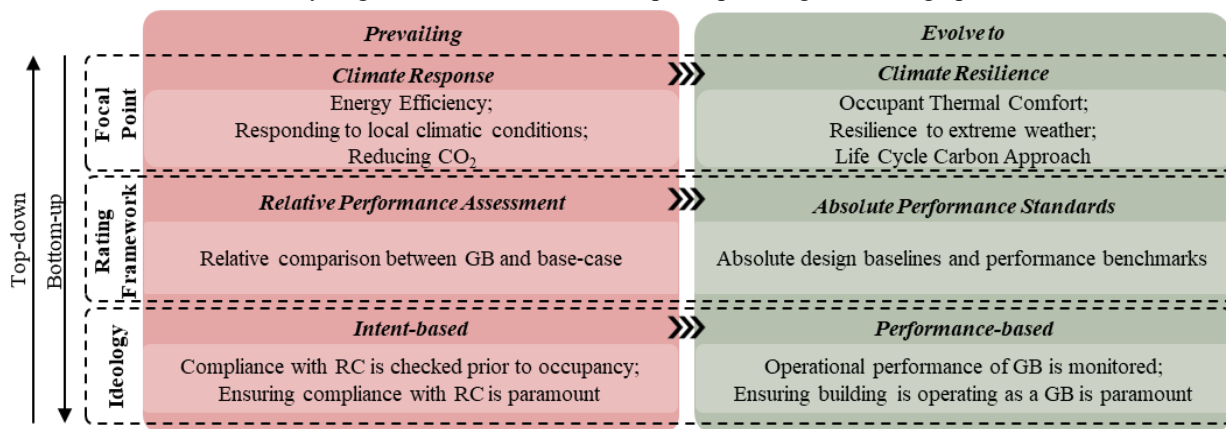 Prevailing
Evolve to
Top-down
Bottom-up
Focal
Point
Climate Response
Energy Efficiency;
Responding to local climatic conditions;
Reducing CO₂
Climate Resilience
Occupant Thermal Comfort;
Resilience to extreme weather;
Life Cycle Carbon Approach
Rating
Framework
Relative Performance Assessment
Relative comparison between GB and base-case
Absolute Performance Standards
Absolute design baselines and performance benchmarks
Ideology
Intent-based
Compliance with RC is checked prior to occupancy;
Ensuring compliance with RC is paramount
Performance-based
Operational performance of GB is monitored;
Ensuring building is operating as a GB is paramount